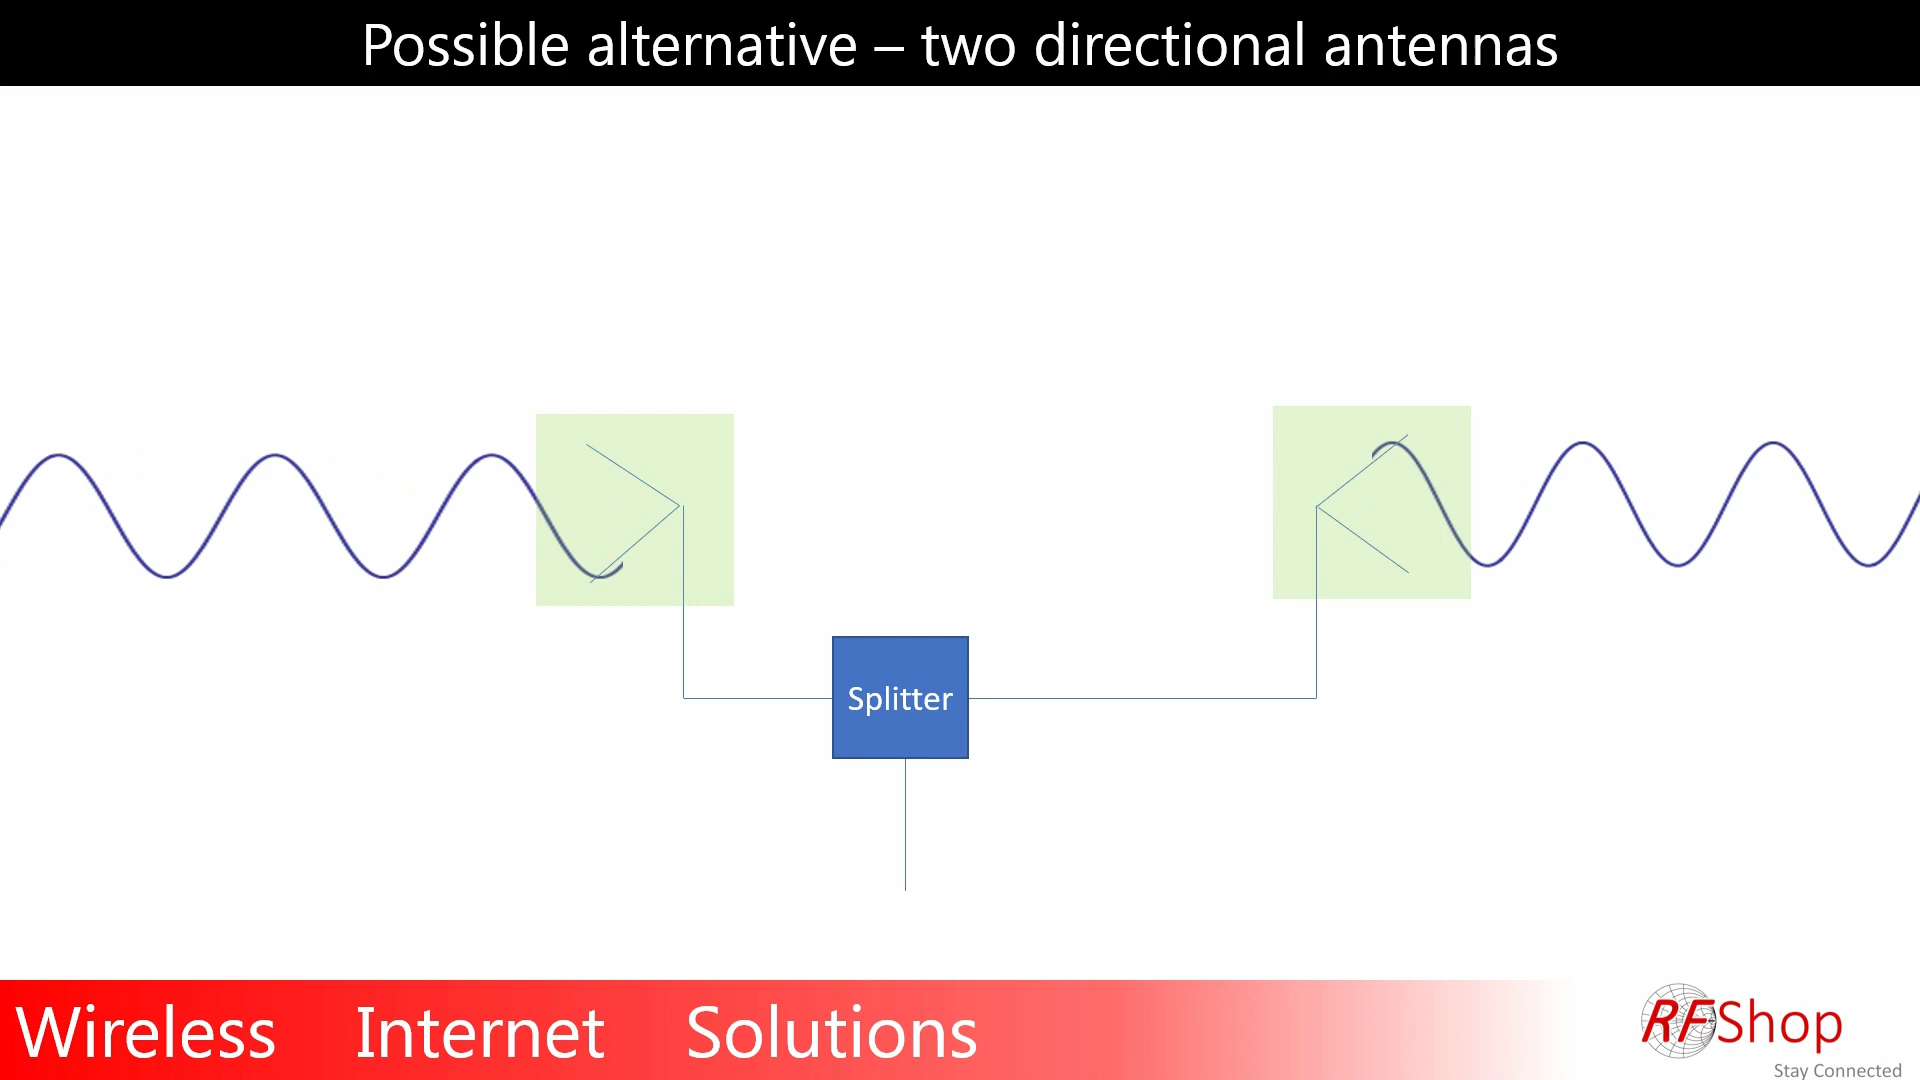 Possible alternative – two directional antennas
Splitter
Wireless Internet Solutions
RFShop
Stay Connected